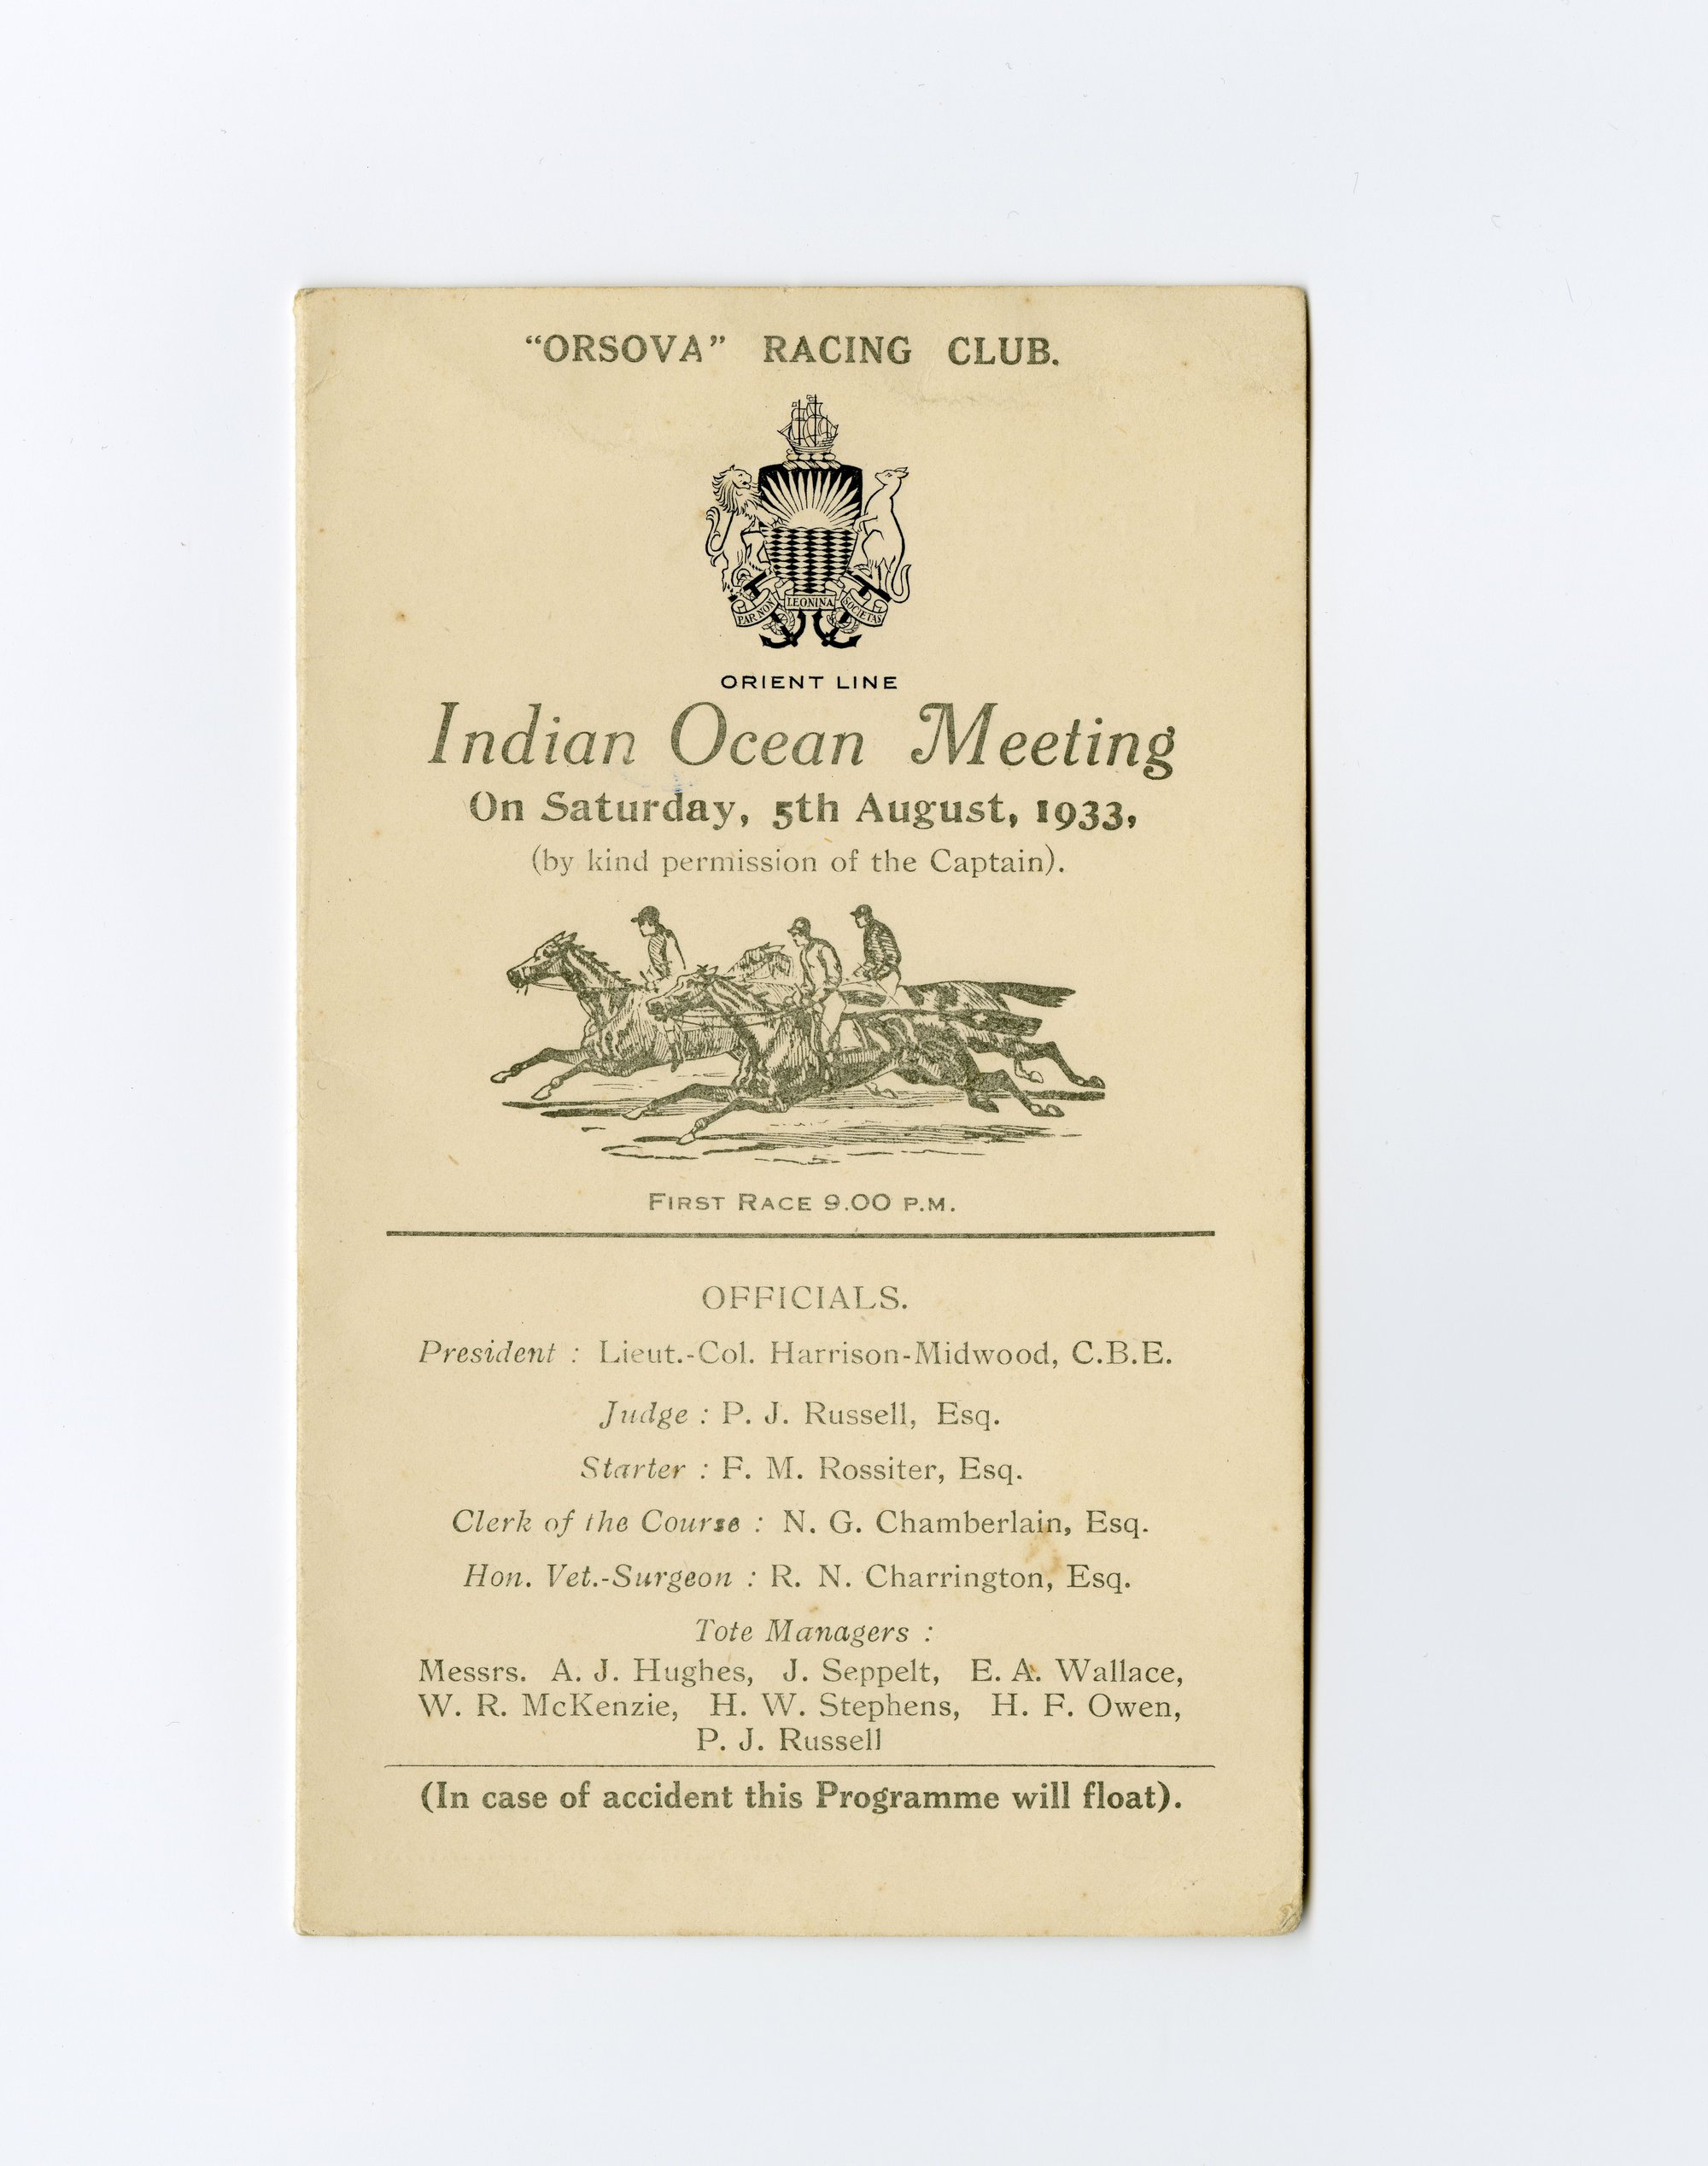 “ORSOVA” RACING CLUB.
PAR NON LEONINA SOCIETAS
ORIENT LINE
Indian Ocean Meeting
On Saturday, 5th August, 1933,
(by kind permission of the Captain).
FIRST RACE 9.00 P.M.
OFFICIALS.
President : Lieut.-Col. Harrison-Midwood, C.B.E.
Judge : P. J. Russell, Esq.
Starter : F. M. Rossiter, Esq.
Clerk of the Course : N. G. Chamberlain, Esq.
Hon. Vet.-Surgeon : R. N. Charrington, Esq.
Tote Managers :
Messrs. A. J. Hughes, J. Seppelt, E. A. Wallace,
W. R. McKenzie, H. W. Stephens, H. F. Owen,
P. J. Russell
(In case of accident this Programme will float).